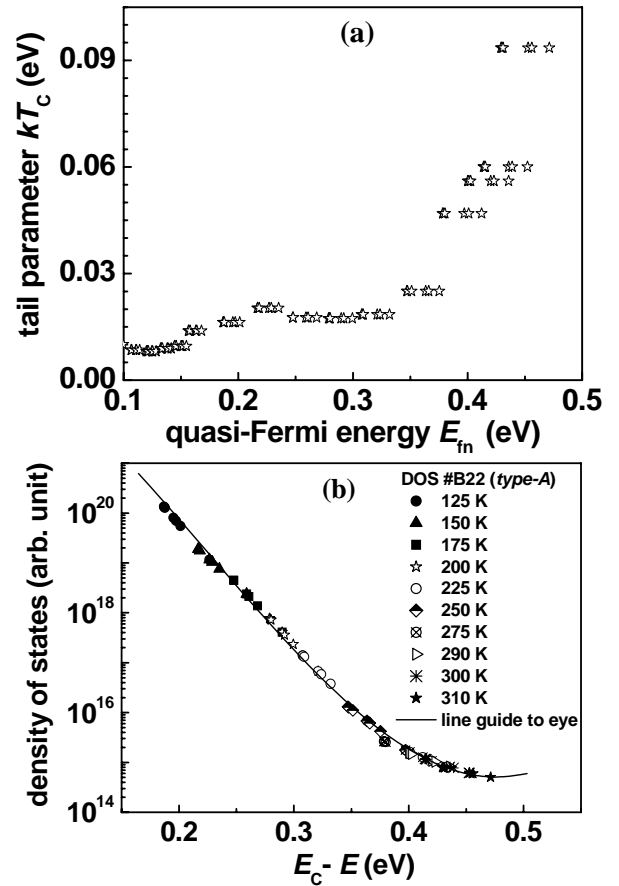 (a)
tail parameter kT_C (eV)
0.09
0.06
0.03
0.00
0.1 0.2 0.3 0.4 0.5
quasi-Fermi energy E_fn (eV)
(b)
density of states (arb. unit)
10^20
10^18
10^16
10^14
DOS #B22 (type-A)
125 K
150 K
175 K
200 K
225 K
250 K
275 K
290 K
300 K
310 K
line guide to eye
0.2 0.3 0.4 0.5
E_C - E (eV)